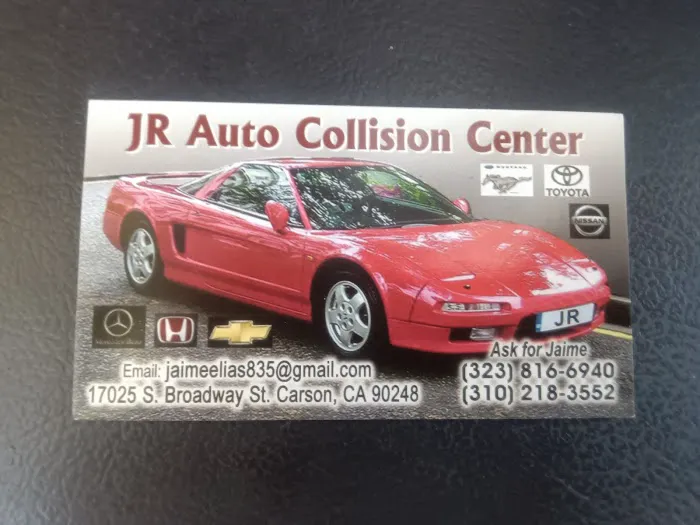 JR Auto Collision Center
MUSTANG
TOYOTA
NISSAN
JR
Ask for Jaime
Email: jaimeelias835@gmail.com
(323) 816-6940
17025 S. Broadway St. Carson, CA 90248
(310) 218-3552